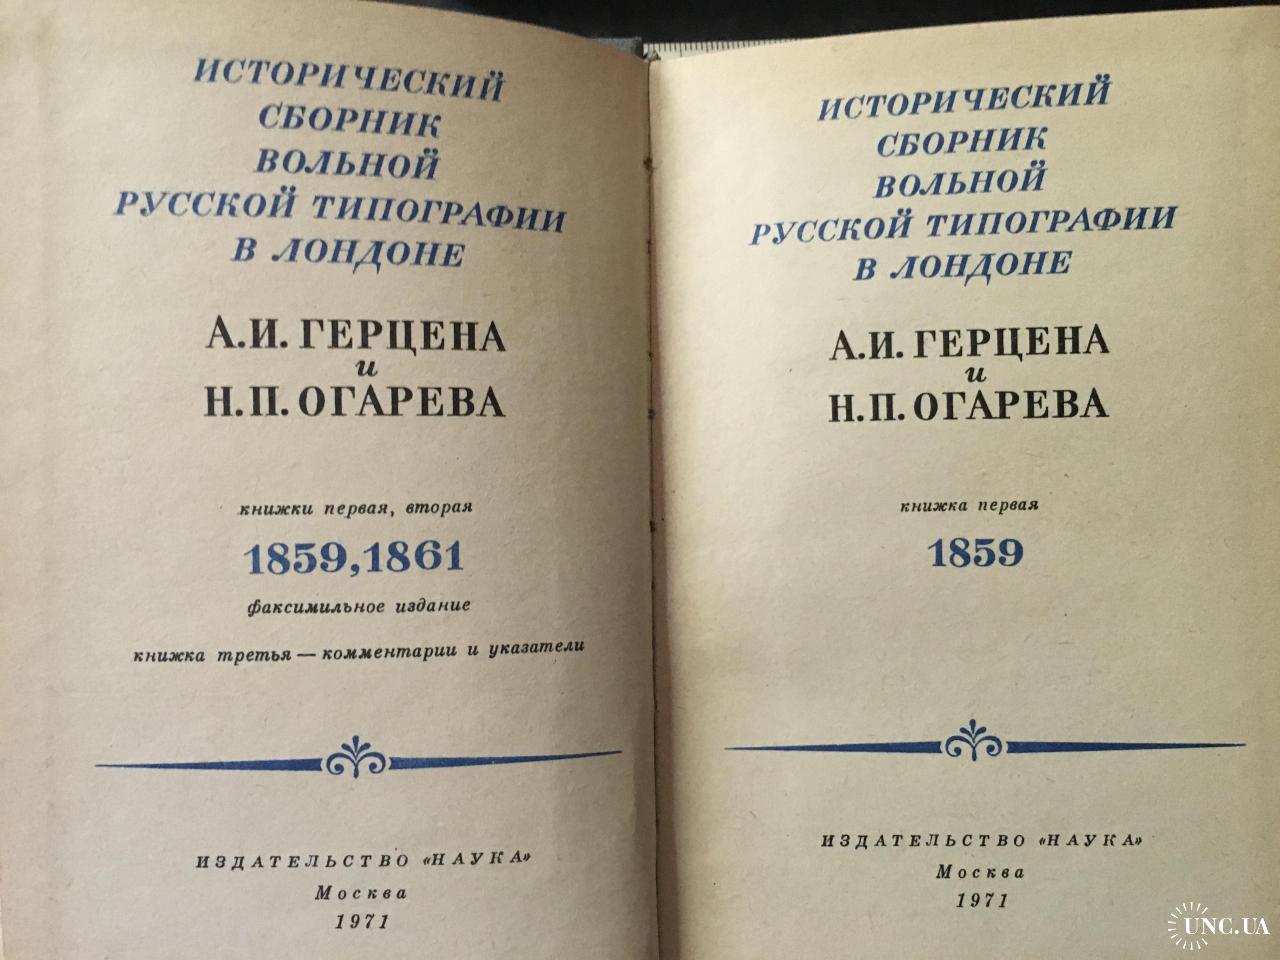 ИСТОРИЧЕСКИЙ
СБОРНИК
ВОЛЬНОЙ
РУССКОЙ ТИПОГРАФИИ
В ЛОНДОНЕ
А.И. ГЕРЦЕНА
и
Н.П. ОГАРЕВА
книжки первая, вторая
1859,1861
факсимильное издание
книжка третья — комментарии и указатели
ИЗДАТЕЛЬСТВО «НАУКА»
Москва
1971
ИСТОРИЧЕСКИЙ
СБОРНИК
ВОЛЬНОЙ
РУССКОЙ ТИПОГРАФИИ
В ЛОНДОНЕ
А.И. ГЕРЦЕНА
и
Н.П. ОГАРЕВА
книжка первая
1859
ИЗДАТЕЛЬСТВО «НАУКА»
Москва
1971
UNC.UA